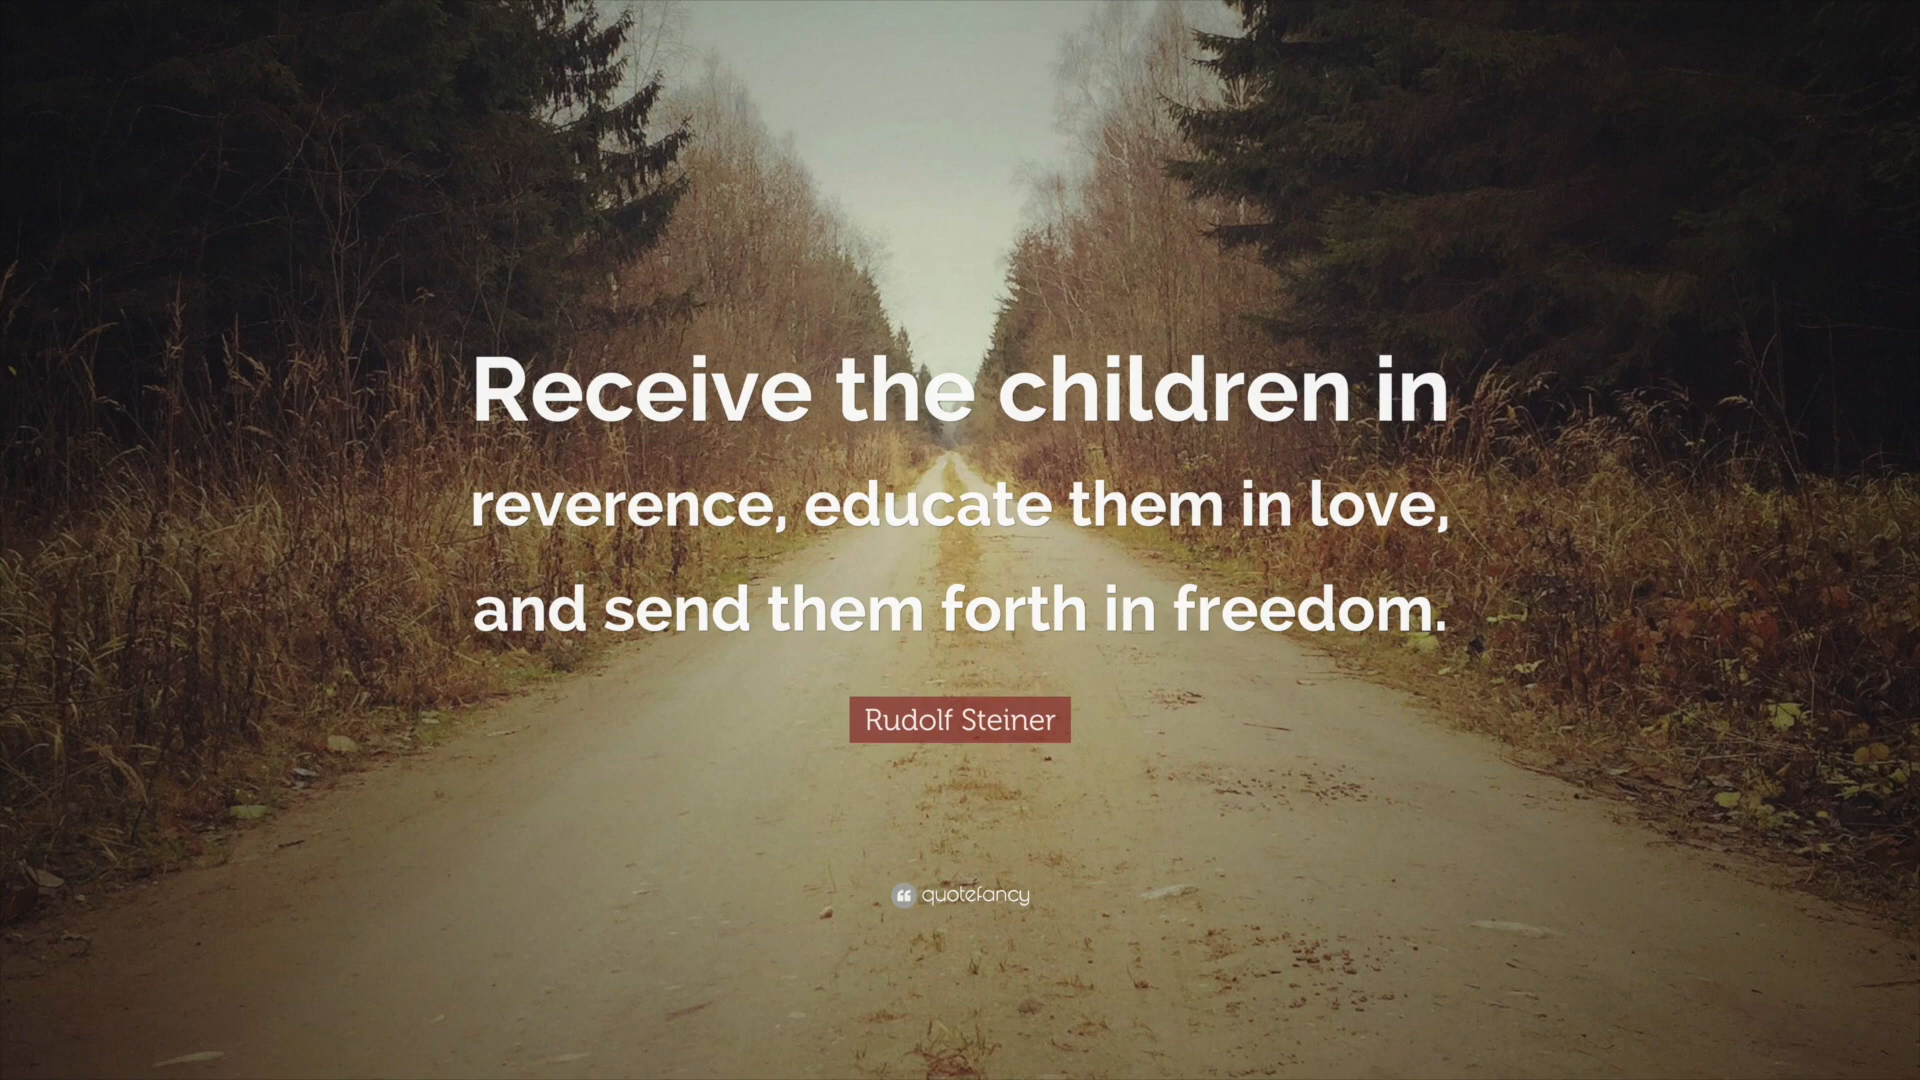 Receive the children in
reverence, educate them in love,
and send them forth in freedom.
Rudolf Steiner
quotefancy